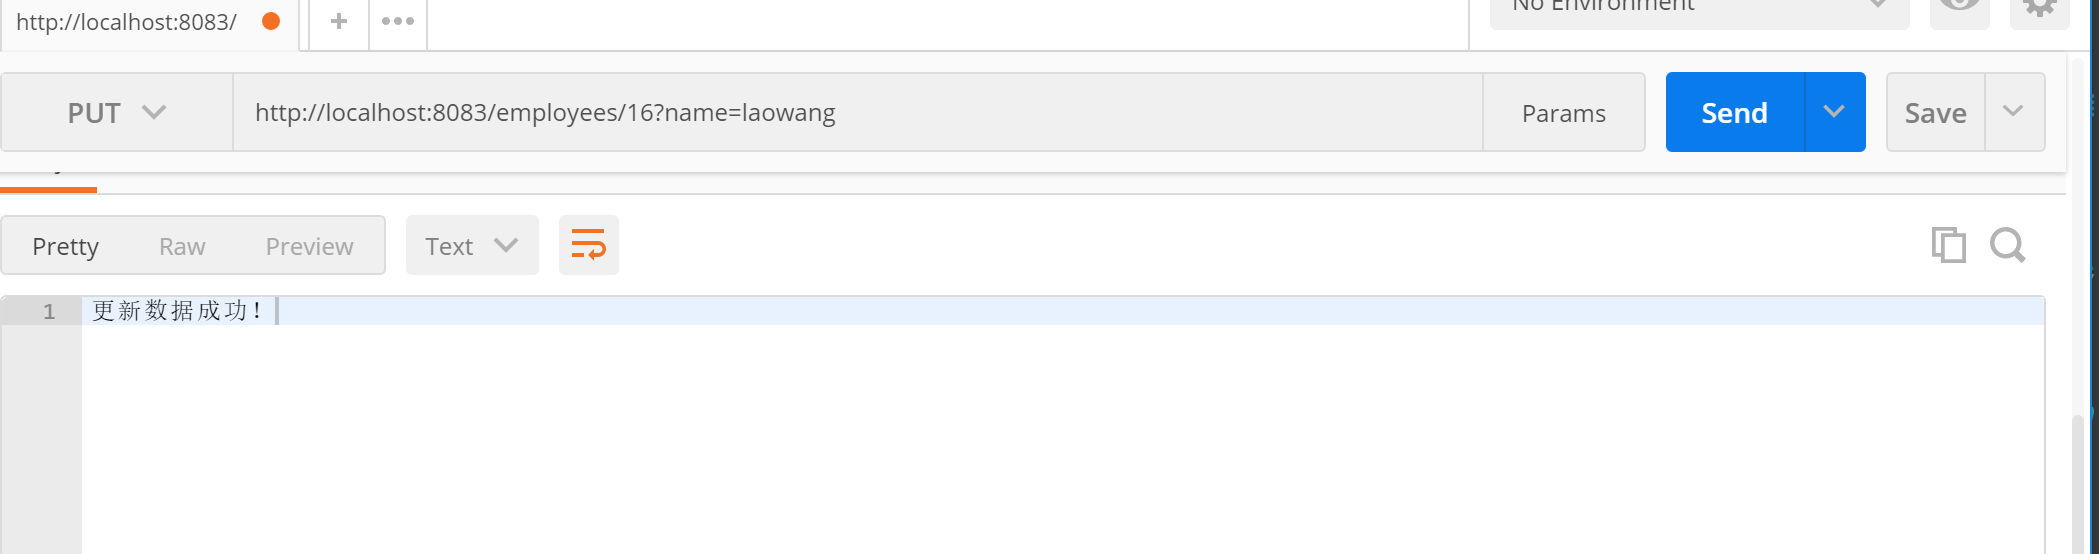 http://localhost:8083/
No Environment
PUT http://localhost:8083/employees/16?name=laowang Params Send Save
Pretty Raw Preview Text
1 更新数据成功！